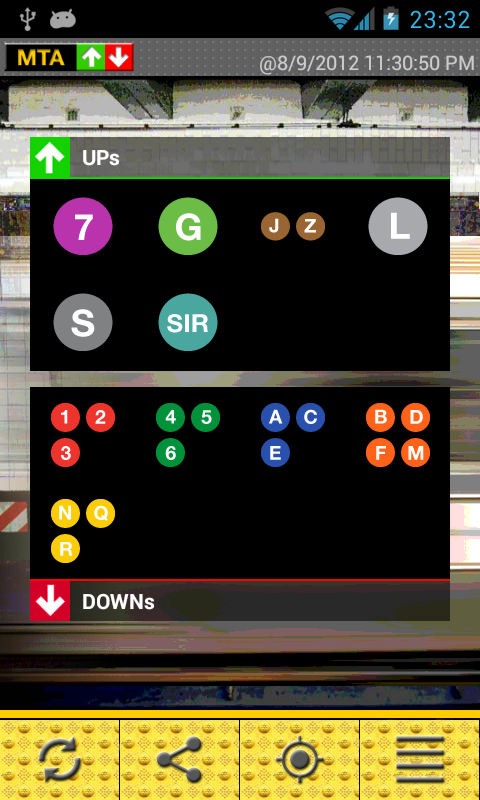 23:32
MTA
@8/9/2012 11:30:50 PM
UPs
7 G J Z L
S SIR
1 2 4 5 A C B D
3 6 E F M
N Q
R
DOWNs